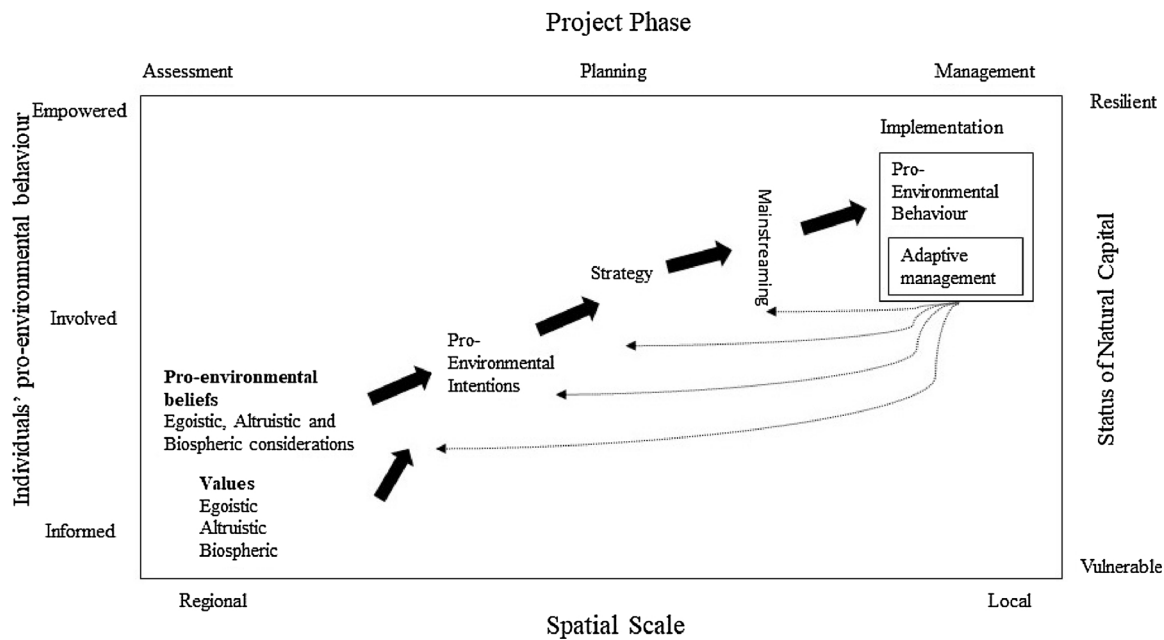 Project Phase
Assessment
Planning
Management
Empowered
Involved
Informed
Individuals' pro-environmental behaviour
Resilient
Vulnerable
Status of Natural Capital
Implementation
Pro-
Environmental
Behaviour
Adaptive
management
Mainstreaming
Strategy
Pro-
Environmental
Intentions
Pro-environmental
beliefs
Egoistic, Altruistic and
Biospheric considerations
Values
Egoistic
Altruistic
Biospheric
Regional
Local
Spatial Scale